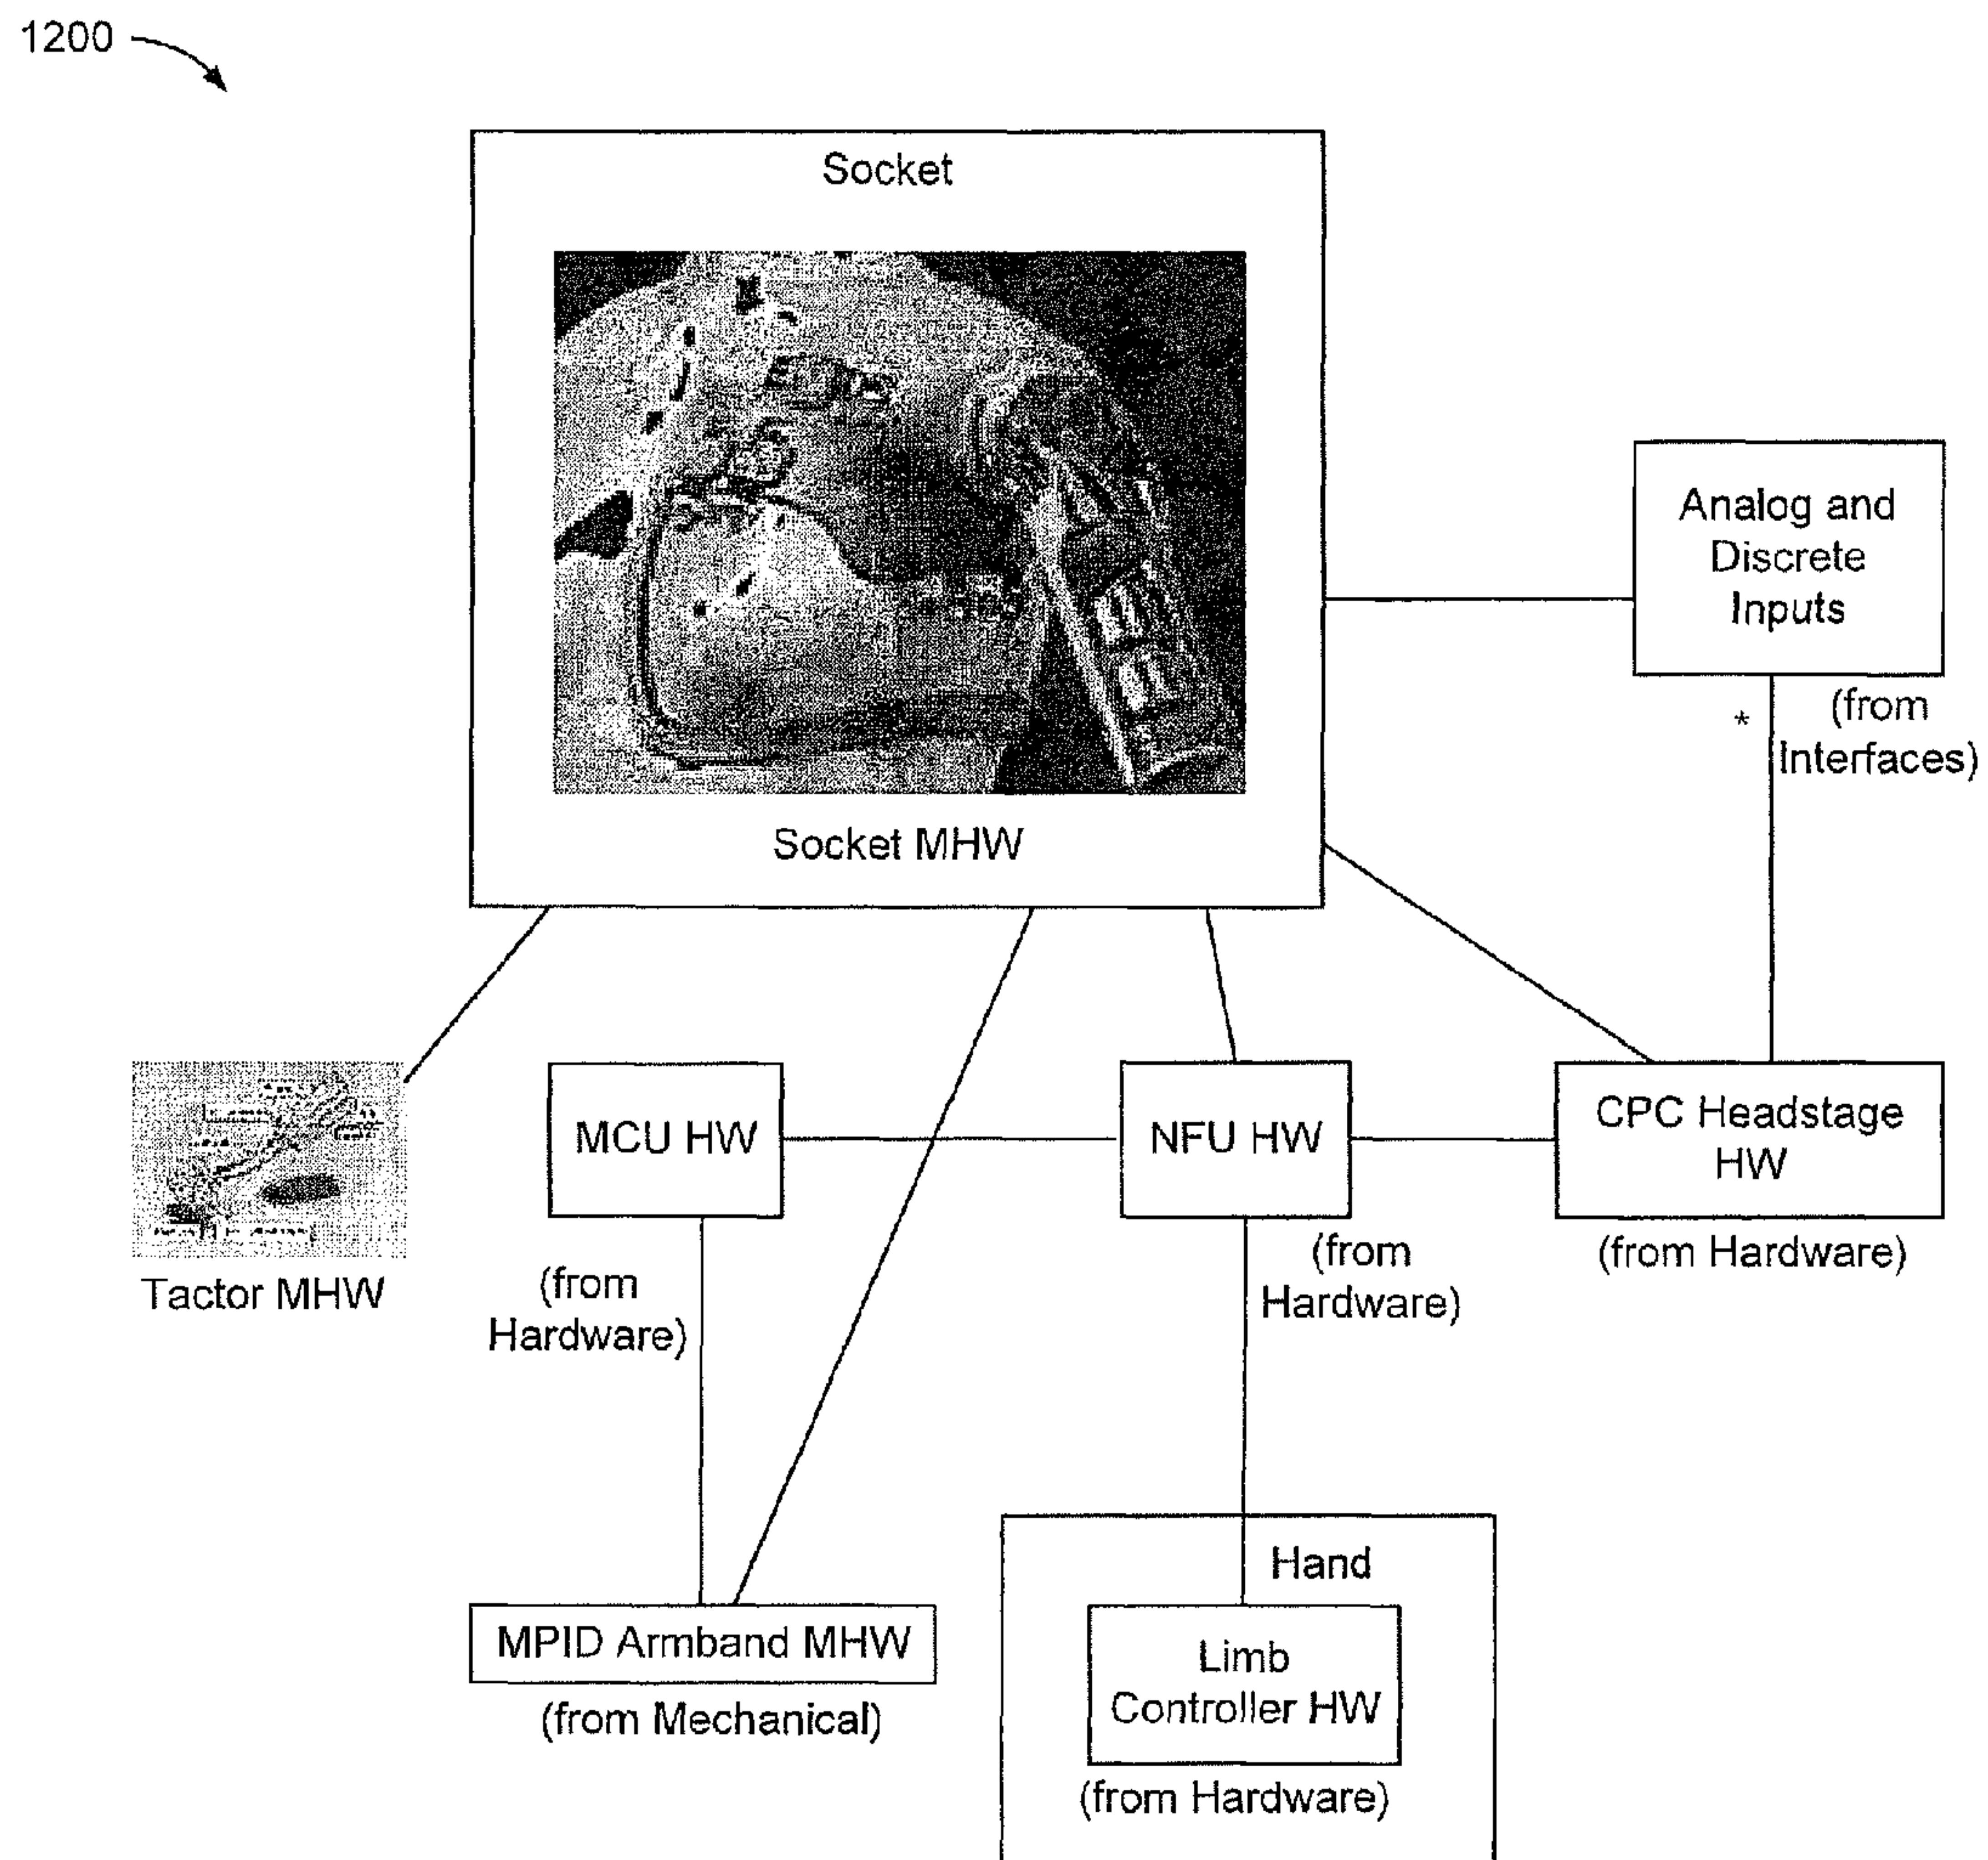 1200
Socket
Socket MHW
Analog and
Discrete
Inputs
*
(from
Interfaces)
MCU HW
NFU HW
CPC Headstage
HW
(from Hardware)
Tactor MHW
(from
Hardware)
(from
Hardware)
MPID Armband MHW
(from Mechanical)
Hand
Limb
Controller HW
(from Hardware)